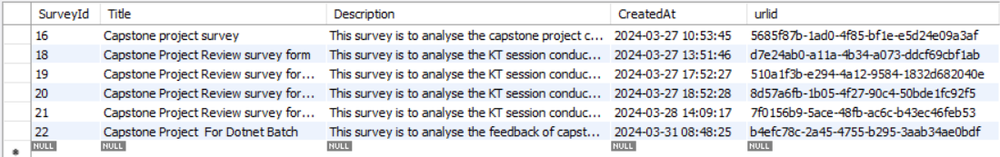 SurveyId Title Description CreatedAt urlid
16 Capstone project survey This survey is to analyse the capstone project c... 2024-03-27 10:53:45 5685f87b-1ad0-4f85-bf1e-e5d24e09a3af
18 Capstone Project Review survey form This survey is to analyse the KT session conduc... 2024-03-27 13:51:46 d7e24ab0-a11a-4b34-a073-ddcf69cbf1ab
19 Capstone Project Review survey for... This survey is to analyse the KT session conduc... 2024-03-27 17:52:27 510a1f3b-e294-4a12-9584-1832d682040e
20 Capstone Project Review survey for... This survey is to analyse the KT session conduc... 2024-03-27 18:52:28 8d57a6fb-1b05-4f27-90c4-50bde1fc92f5
21 Capstone Project Review survey for... This survey is to analyse the KT session conduc... 2024-03-28 14:09:17 7f0156b9-5ace-48fb-ac6c-b43ec46feb53
22 Capstone Project  For Dotnet Batch This survey is to analyse the feedback of capst... 2024-03-31 08:48:25 b4efc78c-2a45-4755-b295-3aab34ae0bdf
NULL NULL NULL NULL NULL